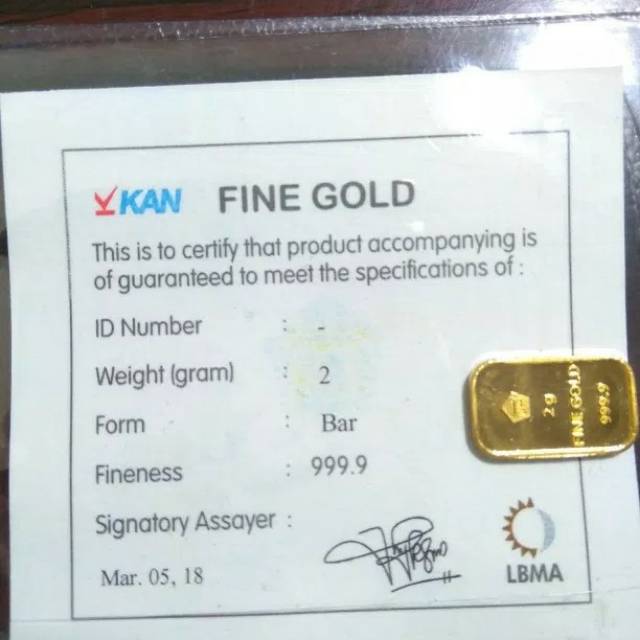 KAN FINE GOLD
This is to certify that product accompanying is
of guaranteed to meet the specifications of :
ID Number : -
Weight (gram) : 2
Form : Bar
Fineness : 999.9
Signatory Assayer :
Mar. 05, 18
LBMA
2 g
FINE GOLD
999.9